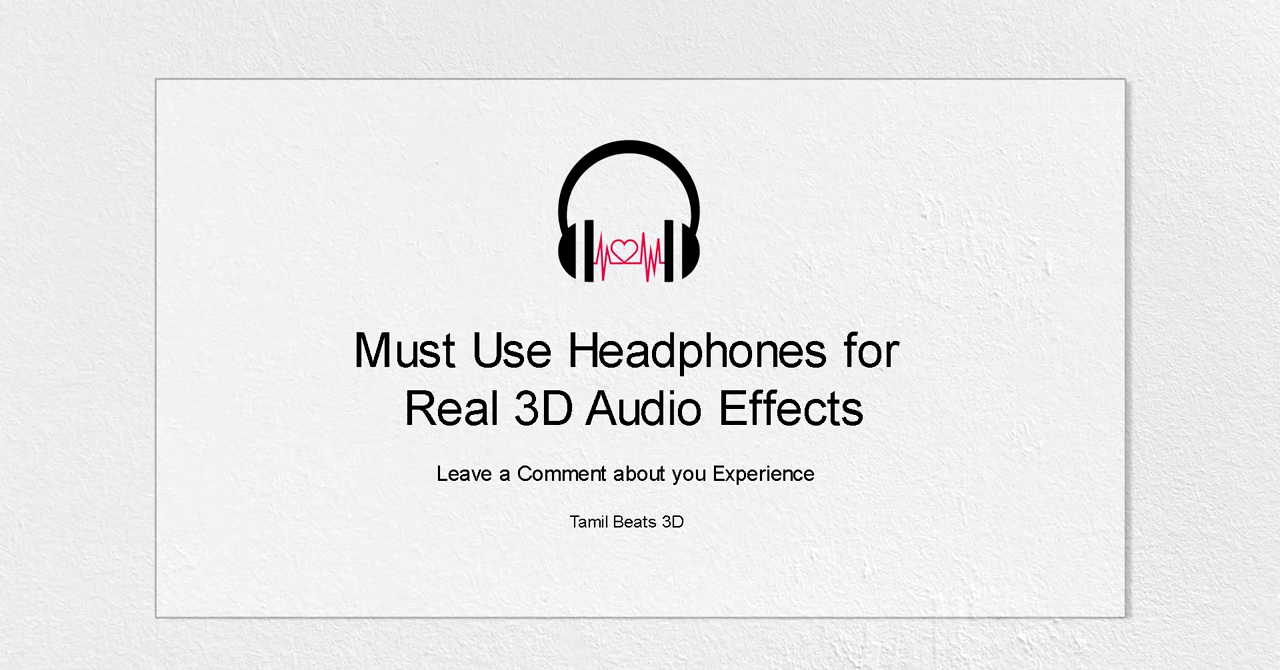 Must Use Headphones for
Real 3D Audio Effects
Leave a Comment about you Experience
Tamil Beats 3D